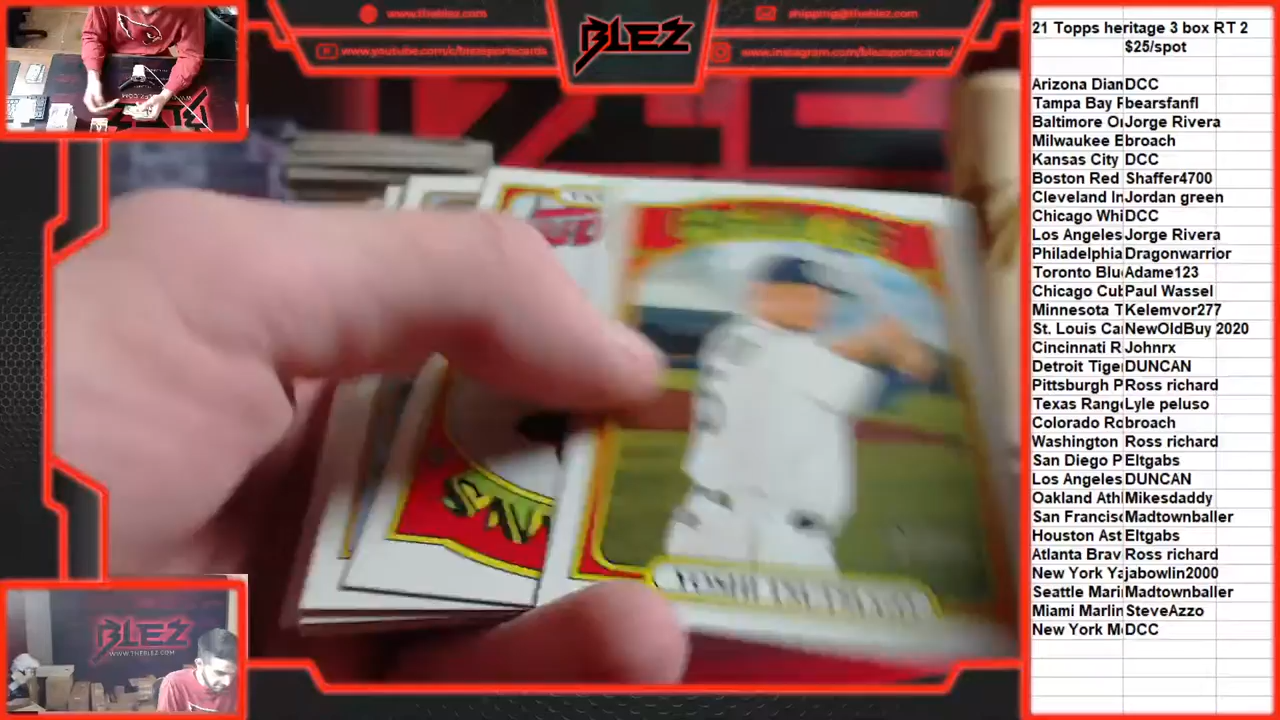 www.theblez.com
BLEZ
shipping@theblez.com
www.youtube.com/c/blezsportscards
www.instagram.com/blezsportscards/
21 Topps heritage 3 box RT 2
$25/spot
Arizona Dian DCC
Tampa Bay F bearsfanfl
Baltimore Oi Jorge Rivera
Milwaukee B broach
Kansas City DCC
Boston Red Shaffer4700
Cleveland In Jordan green
Chicago Whi DCC
Los Angeles Jorge Rivera
Philadelphia Dragonwarrior
Toronto Blu Adame123
Chicago Cub Paul Wassel
Minnesota T Kelemvor277
St. Louis Car NewOldBuy 2020
Cincinnati R Johnrx
Detroit Tige DUNCAN
Pittsburgh P Ross richard
Texas Range Lyle peluso
Colorado Ro broach
Washington Ross richard
San Diego P Eltgabs
Los Angeles DUNCAN
Oakland Ath Mikesdaddy
San Francisc Madtownballer
Houston Ast Eltgabs
Atlanta Brav Ross richard
New York Ya jabowlin2000
Seattle Mari Madtownballer
Miami Marlin SteveAzzo
New York M DCC
BLEZ
WWW.THEBLEZ.COM